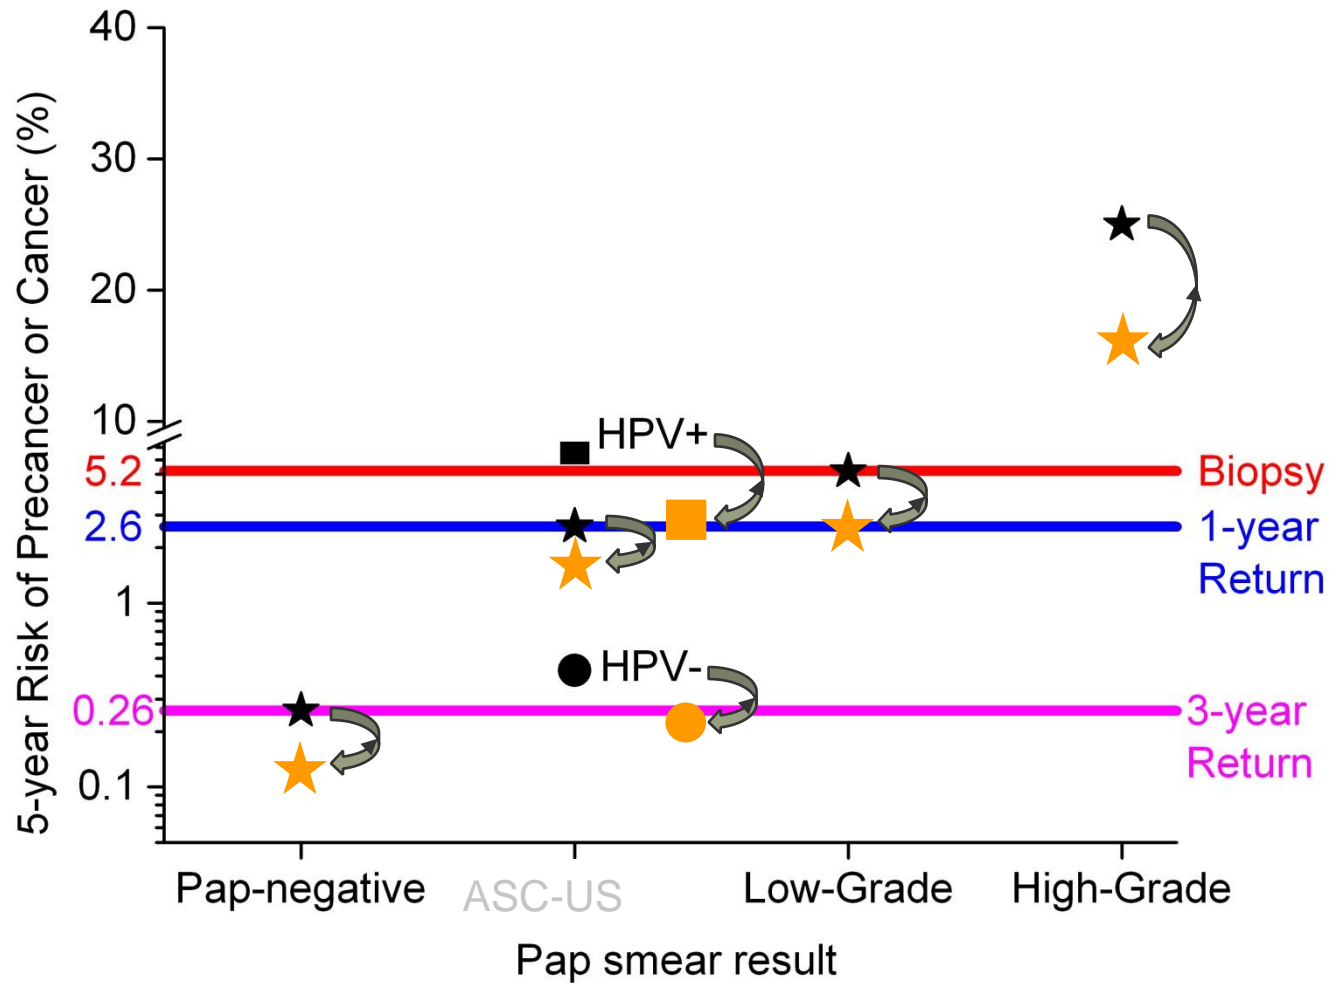 5-year Risk of Precancer or Cancer (%)
40
30
20
10
5.2
2.6
1
0.26
0.1
HPV+
HPV-
Biopsy
1-year
Return
3-year
Return
Pap-negative
ASC-US
Low-Grade
High-Grade
Pap smear result